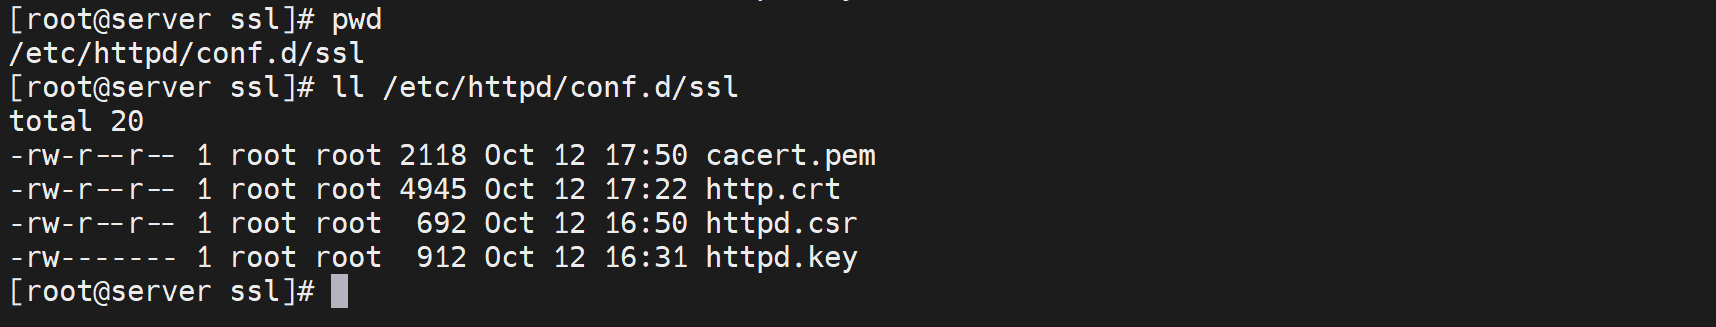 [root@server ssl]# pwd
/etc/httpd/conf.d/ssl
[root@server ssl]# ll /etc/httpd/conf.d/ssl
total 20
-rw-r--r-- 1 root root 2118 Oct 12 17:50 cacert.pem
-rw-r--r-- 1 root root 4945 Oct 12 17:22 http.crt
-rw-r--r-- 1 root root  692 Oct 12 16:50 httpd.csr
-rw------- 1 root root  912 Oct 12 16:31 httpd.key
[root@server ssl]#